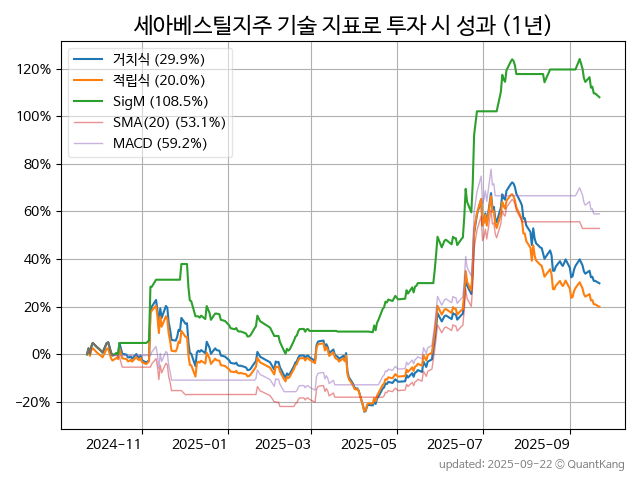 세아베스틸지주 기술 지표로 투자 시 성과 (1년)
거치식 (29.9%)
적립식 (20.0%)
SigM (108.5%)
SMA(20) (53.1%)
MACD (59.2%)
120%
100%
80%
60%
40%
20%
0%
−20%
2024-11 2025-01 2025-03 2025-05 2025-07 2025-09
updated: 2025-09-22 © QuantKang